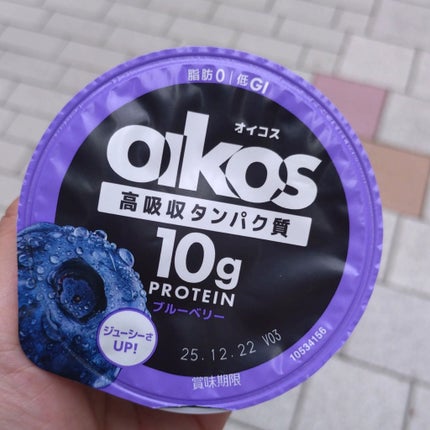 脂肪0 | 低GI
オイコス
oikos
高吸収タンパク質
10g
PROTEIN
ブルーベリー
ジューシーさ
UP!
25.12.22 V03
10534156
賞味期限